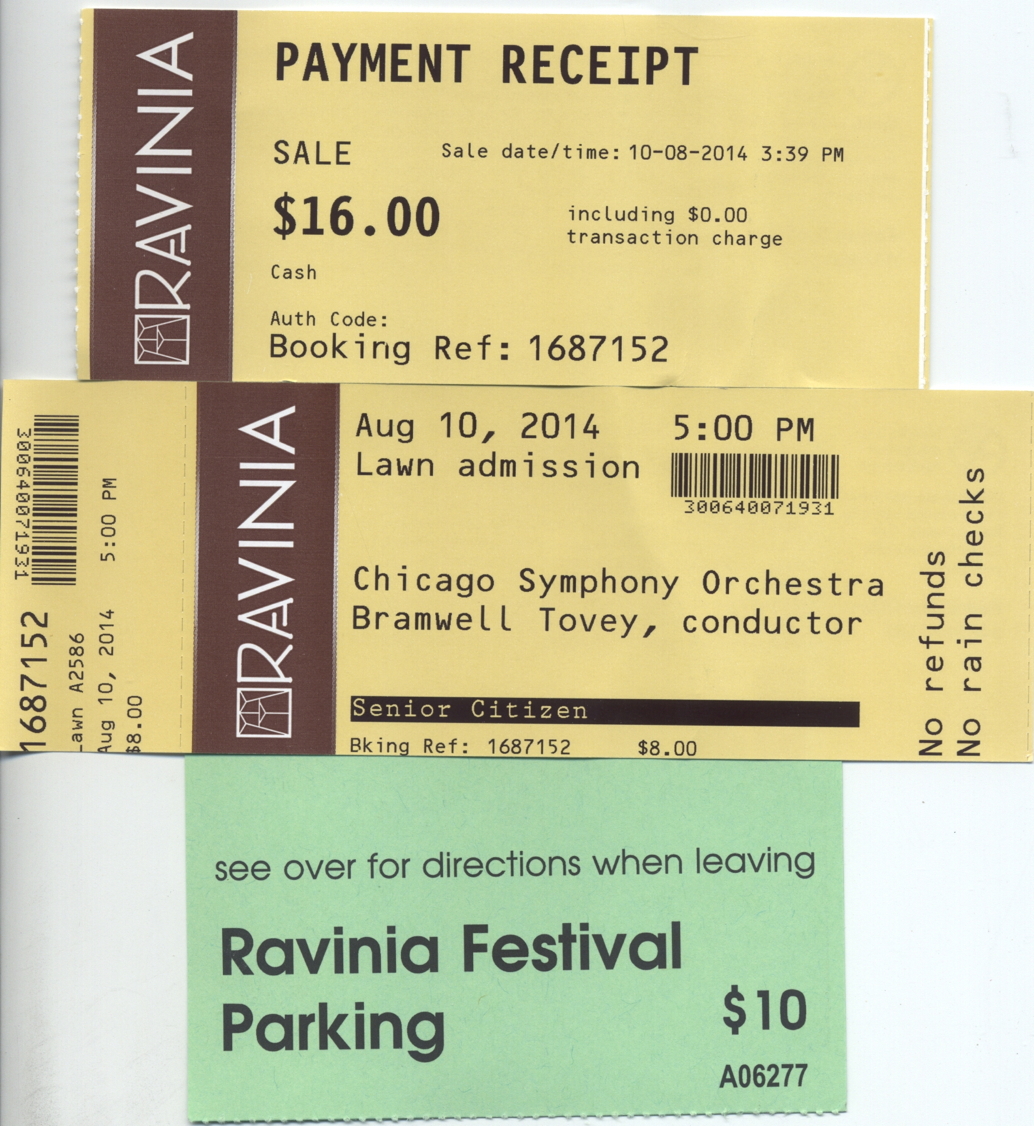 RAVINIA
PAYMENT RECEIPT
SALE
Sale date/time: 10-08-2014 3:39 PM
$16.00
including $0.00
transaction charge
Cash
Auth Code:
Booking Ref: 1687152
300640071931
1687152
Lawn A2586
Aug 10, 2014 5:00 PM
$8.00
RAVINIA
Aug 10, 2014 5:00 PM
Lawn admission
300640071931
Chicago Symphony Orchestra
Bramwell Tovey, conductor
Senior Citizen
Bking Ref: 1687152 $8.00
No refunds
No rain checks
see over for directions when leaving
Ravinia Festival
Parking
$10
A06277